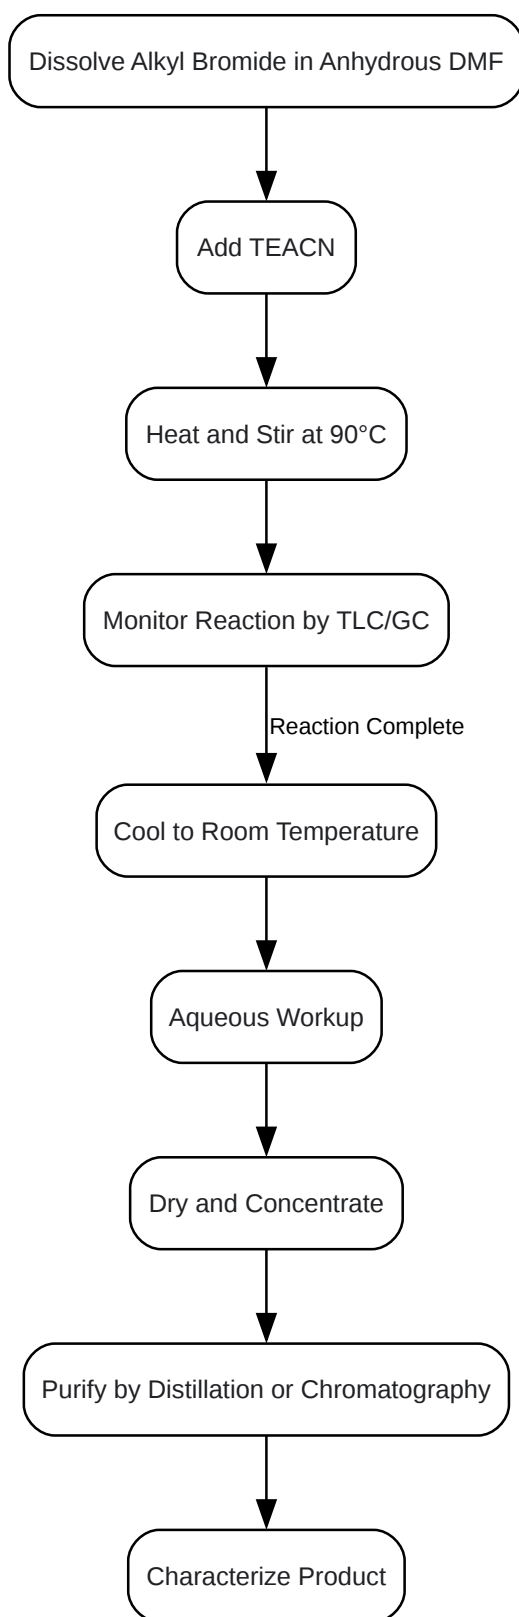 Dissolve Alkyl Bromide in Anhydrous DMF
Add TEACN
Heat and Stir at 90°C
Monitor Reaction by TLC/GC
Reaction Complete
Cool to Room Temperature
Aqueous Workup
Dry and Concentrate
Purify by Distillation or Chromatography
Characterize Product